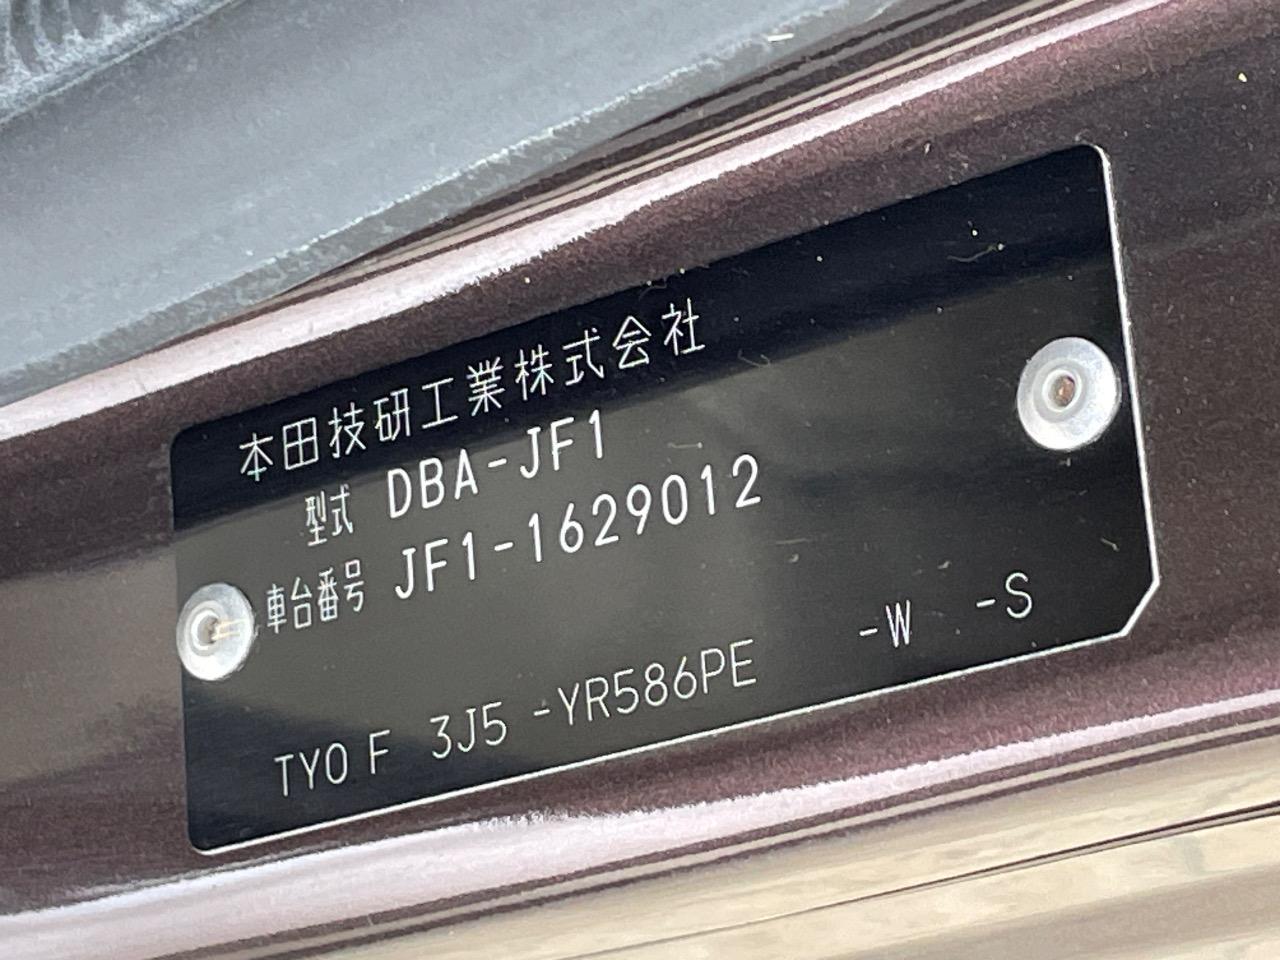 本田技研工業株式会社
型式 DBA-JF1
車台番号 JF1-1629012
TY0 F 3J5 -YR586PE -W -S